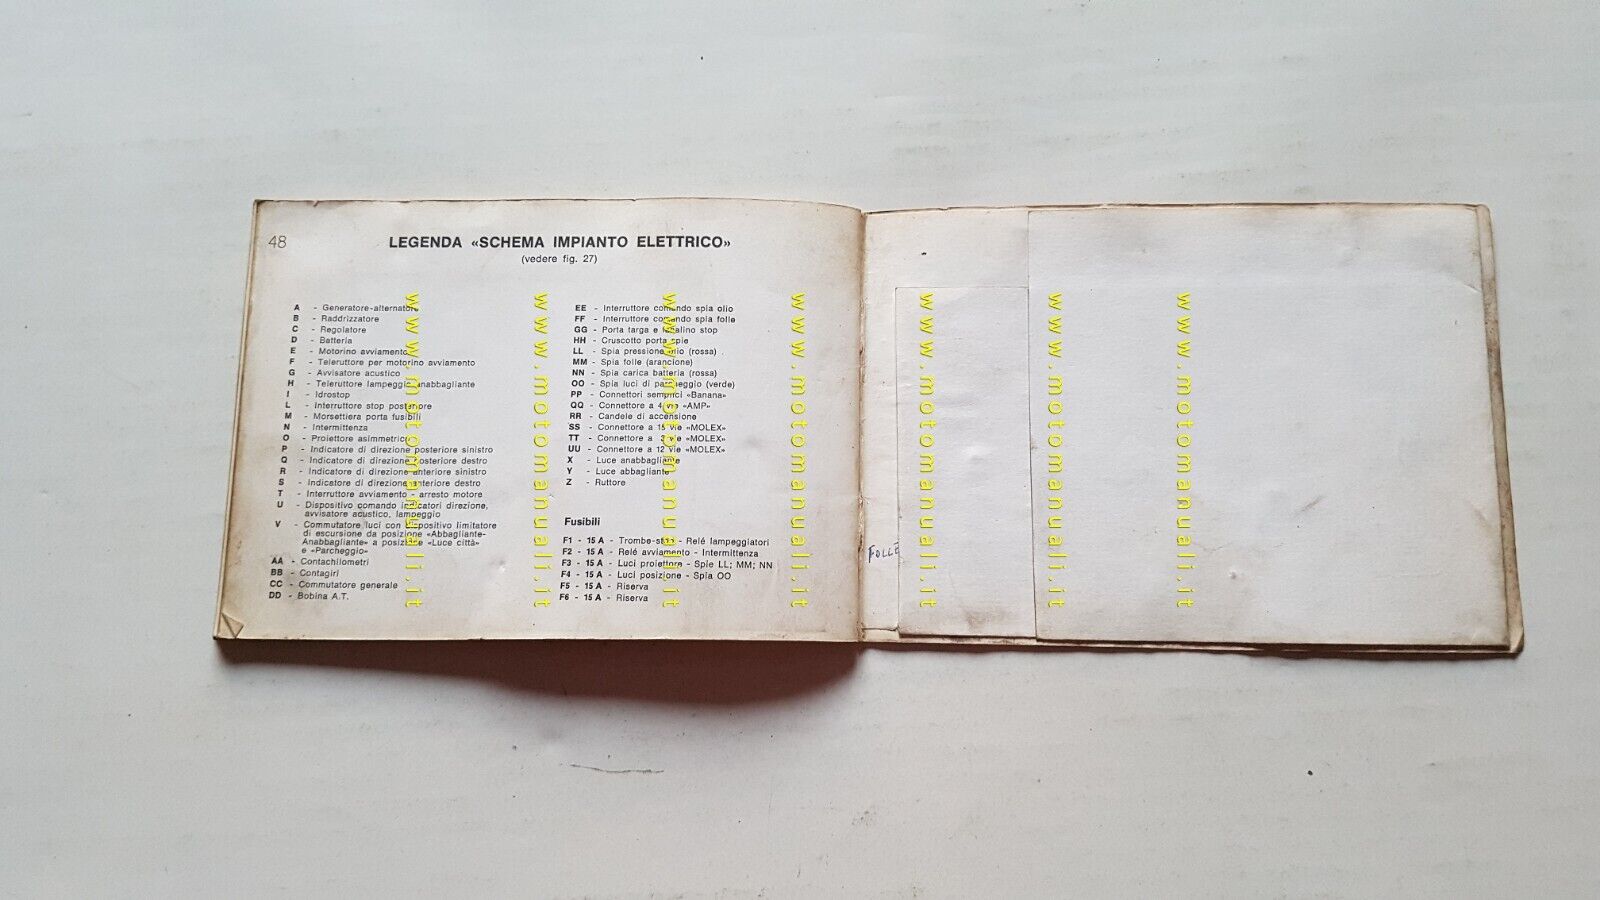 48
LEGENDA «SCHEMA IMPIANTO ELETTRICO»
(vedere fig. 27)
A - Generatore-alternatore
B - Raddrizzatore
C - Regolatore
D - Batteria
E - Motorino avviamento
F - Teleruttore per motorino avviamento
G - Avvisatore acustico
H - Teleruttore lampeggio anabbagliante
I - Idrostop
L - Interruttore stop posteriore
M - Morsettiera porta fusibili
N - Intermittenza
O - Proiettore asimmetrico
P - Indicatore di direzione posteriore sinistro
Q - Indicatore di direzione posteriore destro
R - Indicatore di direzione anteriore sinistro
S - Indicatore di direzione anteriore destro
T - Interruttore avviamento - arresto motore
U - Dispositivo comando indicatori direzione,
avvisatore acustico, lampeggio
V - Commutatore luci con dispositivo limitatore
di escursione da posizione «Abbagliante-
Anabbagliante» a posizione «Luce città»
e «Parcheggio»
AA - Contachilometri
BB - Contagiri
CC - Commutatore generale
DD - Bobina A.T.
EE - Interruttore comando spia olio
FF - Interruttore comando spia folle
GG - Porta targa e fanalino stop
HH - Cruscotto porta spie
LL - Spia pressione olio (rossa)
MM - Spia folle (arancione)
NN - Spia carica batteria (rossa)
OO - Spia luci di parcheggio (verde)
PP - Connettori semplici «Banana»
QQ - Connettore a 4 vie «AMP»
RR - Candele di accensione
SS - Connettore a 15 vie «MOLEX»
TT - Connettore a vie «MOLEX»
UU - Connettore a 12 vie «MOLEX»
X - Luce anabbagliante
Y - Luce abbagliante
Z - Ruttore
Fusibili
F1 - 15 A - Trombe-stop - Relé lampeggiatori
F2 - 15 A - Relé avviamento - Intermittenza
F3 - 15 A - Luci proiettore - Spie LL; MM; NN
F4 - 15 A - Luci posizione - Spia OO
F5 - 15 A - Riserva
F6 - 15 A - Riserva
FOLLE
www.motomanuali.it
www.motomanuali.it
www.motomanuali.it
www.motomanuali.it
www.motomanuali.it
www.motomanuali.it
www.motomanuali.it